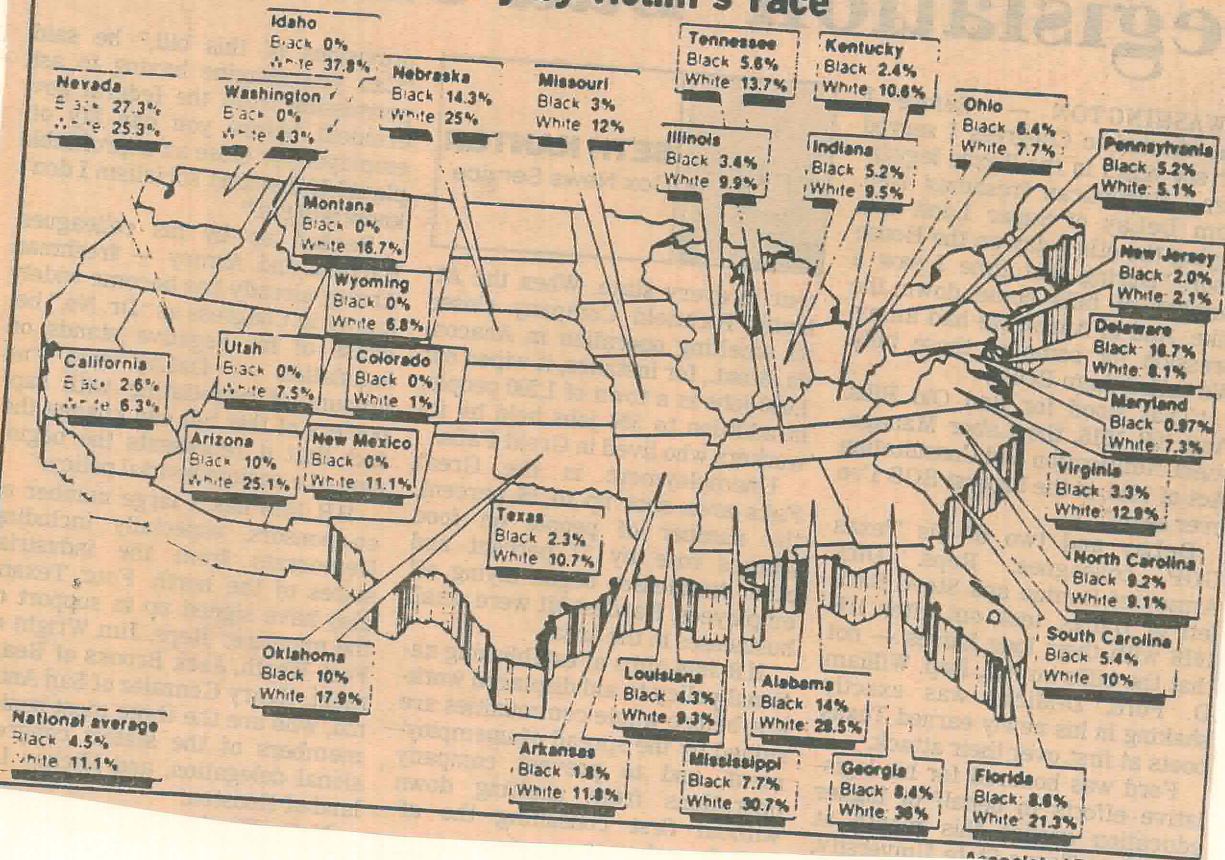 victim's race
Idaho
Black 0%
White 37.8%
Nevada
Black 27.3%
White 25.3%
Washington
Black 0%
White 4.3%
Nebraska
Black 14.3%
White 25%
Missouri
Black 3%
White 12%
Tennessee
Black 5.6%
White 13.7%
Kentucky
Black 2.4%
White 10.6%
Ohio
Black 6.4%
White 7.7%
Pennsylvania
Black 5.2%
White 5.1%
Illinois
Black 3.4%
White 9.9%
Indiana
Black 5.2%
White 9.5%
Montana
Black 0%
White 16.7%
New Jersey
Black 2.0%
White 2.1%
Wyoming
Black 0%
White 6.8%
Delaware
Black 16.7%
White 8.1%
California
Black 2.6%
White 6.3%
Utah
Black 0%
White 7.5%
Colorado
Black 0%
White 1%
Maryland
Black 0.97%
White 7.3%
Arizona
Black 10%
White 25.1%
New Mexico
Black 0%
White 11.1%
Virginia
Black 3.3%
White 12.9%
Texas
Black 2.3%
White 10.7%
North Carolina
Black 9.2%
White 9.1%
South Carolina
Black 5.4%
White 10%
Oklahoma
Black 10%
White 17.9%
Louisiana
Black 4.3%
White 9.3%
Alabama
Black 14%
White 28.5%
National average
Black 4.5%
White 11.1%
Arkansas
Black 1.8%
White 11.8%
Mississippi
Black 7.7%
White 30.7%
Georgia
Black 8.4%
White 36%
Florida
Black 8.6%
White 21.3%